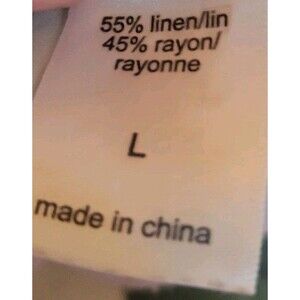 55% linen/lin
45% rayon/
rayonne
L
made in china